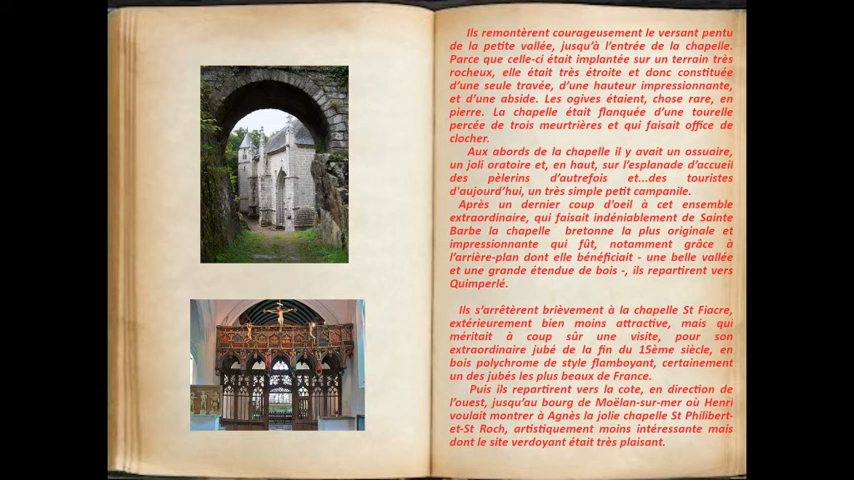 Ils remontèrent courageusement le versant pentu
de la petite vallée, jusqu'à l'entrée de la chapelle.
Parce que celle-ci était implantée sur un terrain très
rocheux, elle était très étroite et donc constituée
d'une seule travée, d'une hauteur impressionnante,
et d'une abside. Les ogives étaient, chose rare, en
pierre. La chapelle était flanquée d'une tourelle
percée de trois meurtrières et qui faisait office de
clocher.
Aux abords de la chapelle il y avait un ossuaire,
un joli oratoire et, en haut, sur l'esplanade d'accueil
des pèlerins d'autrefois et...des touristes
d'aujourd'hui, un très simple petit campanile.
Après un dernier coup d'oeil à cet ensemble
extraordinaire, qui faisait indéniablement de Sainte
Barbe la chapelle bretonne la plus originale et
impressionnante qui fût, notamment grâce à
l'arrière-plan dont elle bénéficiait - une belle vallée
et une grande étendue de bois -, ils repartirent vers
Quimperlé.
Ils s'arrêtèrent brièvement à la chapelle St Fiacre,
extérieurement bien moins attractive, mais qui
méritait à coup sûr une visite, pour son
extraordinaire jubé de la fin du 15ème siècle, en
bois polychrome de style flamboyant, certainement
un des jubés les plus beaux de France.
Puis ils repartirent vers la cote, en direction de
l'ouest, jusqu'au bourg de Moëlan-sur-mer où Henri
voulait montrer à Agnès la jolie chapelle St Philibert-
et-St Roch, artistiquement moins intéressante mais
dont le site verdoyant était très plaisant.